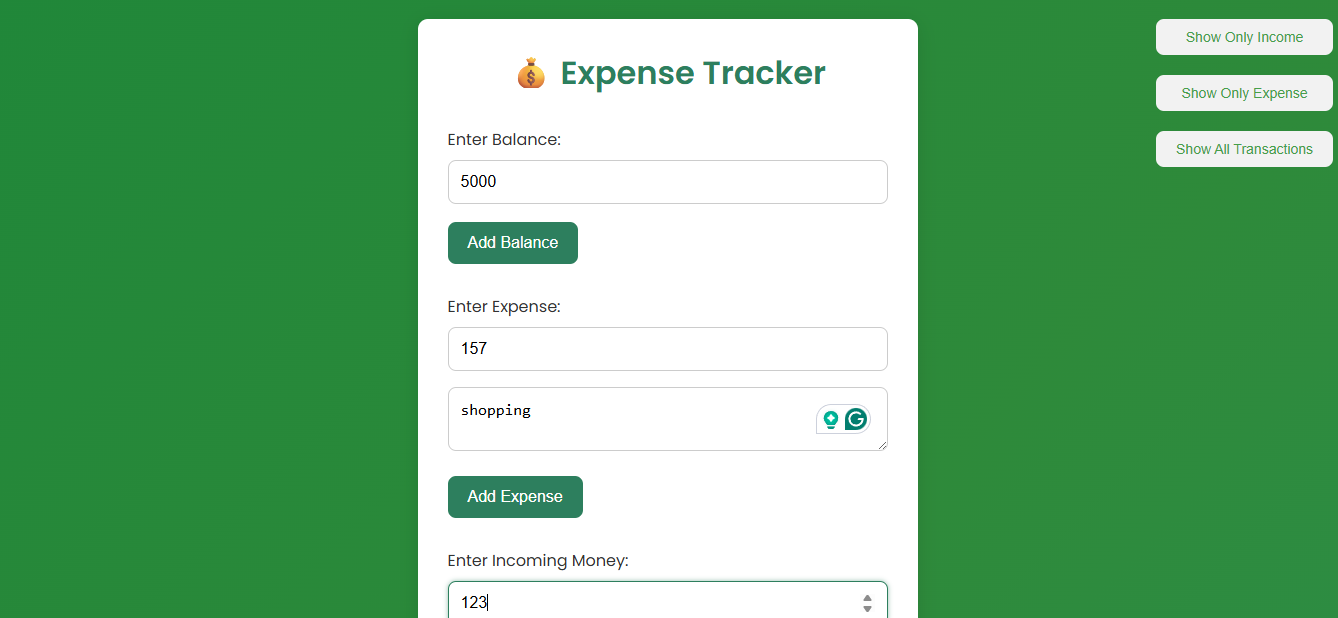 Expense Tracker
Enter Balance:
5000
Add Balance
Enter Expense:
157
shopping
Add Expense
Enter Incoming Money:
123
Show Only Income
Show Only Expense
Show All Transactions